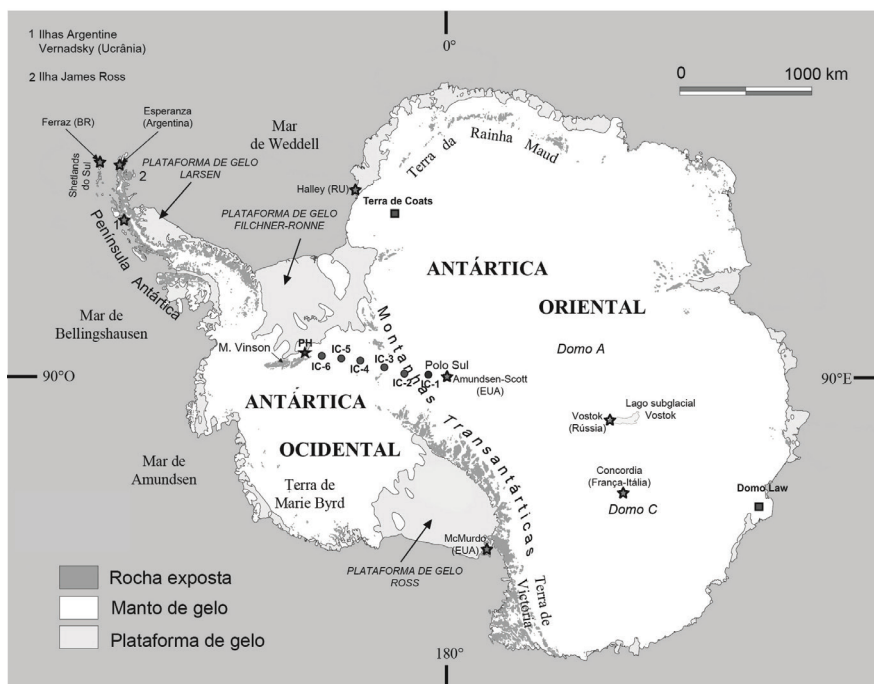 1 Ilhas Argentine
Vernadsky (Ucrânia)
2 Ilha James Ross
0°
0 1000 km
Ferraz (BR)
Esperanza
(Argentina)
Mar
de Weddell
Terra da Rainha Maud
Shetlands
do Sul
2
PLATAFORMA DE GELO
LARSEN
Halley (RU)
Terra de Coats
1
PLATAFORMA DE GELO
FILCHNER-RONNE
Península Antártica
ANTÁRTICA
ORIENTAL
Mar de
Bellingshausen
M. Vinson
PH
IC-6
IC-5
IC-4
IC-3
IC-2
IC-1
Montanhas Transantárticas
Polo Sul
Amundsen-Scott
(EUA)
Domo A
90°O
90°E
ANTÁRTICA
OCIDENTAL
Vostok
(Rússia)
Lago subglacial
Vostok
Mar de
Amundsen
Terra de
Marie Byrd
Concordia
(França-Itália)
Domo C
Domo Law
McMurdo
(EUA)
PLATAFORMA DE GELO
ROSS
Terra de
Victória
Rocha exposta
Manto de gelo
Plataforma de gelo
180°